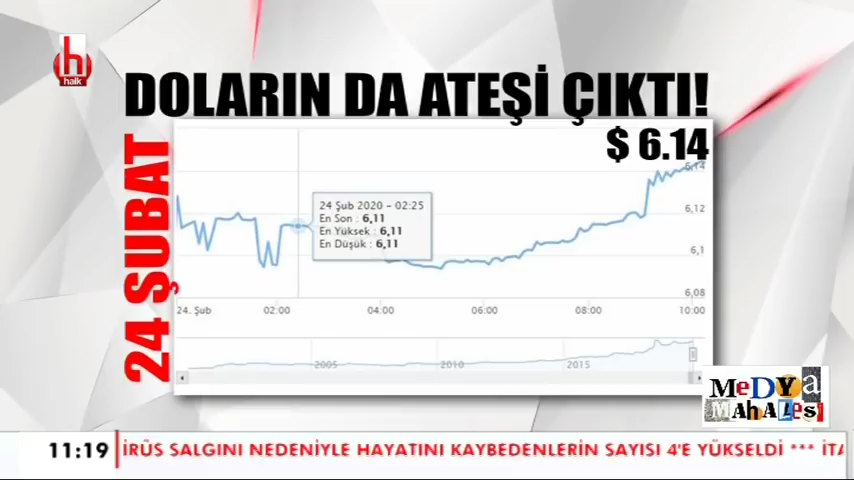 halk
DOLARIN DA ATEŞİ ÇIKTI!
$ 6.14
24 ŞUBAT
6,14
24 Şub 2020 - 02:25
En Son : 6,11
En Yüksek : 6,11
En Düşük : 6,11
6,12
6,1
6,08
24. Şub
02:00
04:00
06:00
08:00
10:00
2005
2010
2015
MeDYa
MaHaLLesi
11:19
İRÜS SALGINI NEDENİYLE HAYATINI KAYBEDENLERİN SAYISI 4'E YÜKSELDİ *** İTA